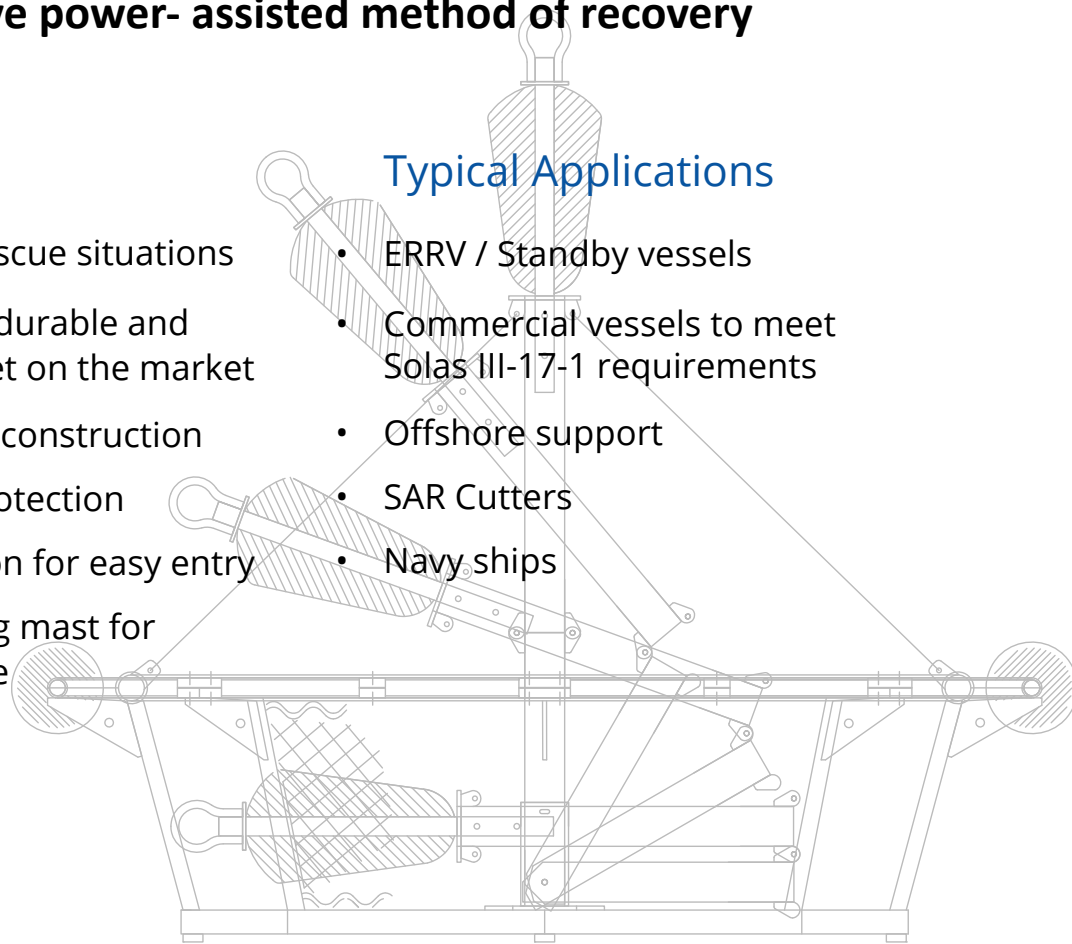 ve power- assisted method of recovery
scue situations
durable and
et on the market
construction
otection
on for easy entry
g mast for
e
Typical Applications
• ERRV / Standby vessels
• Commercial vessels to meet
Solas III-17-1 requirements
• Offshore support
• SAR Cutters
• Navy ships